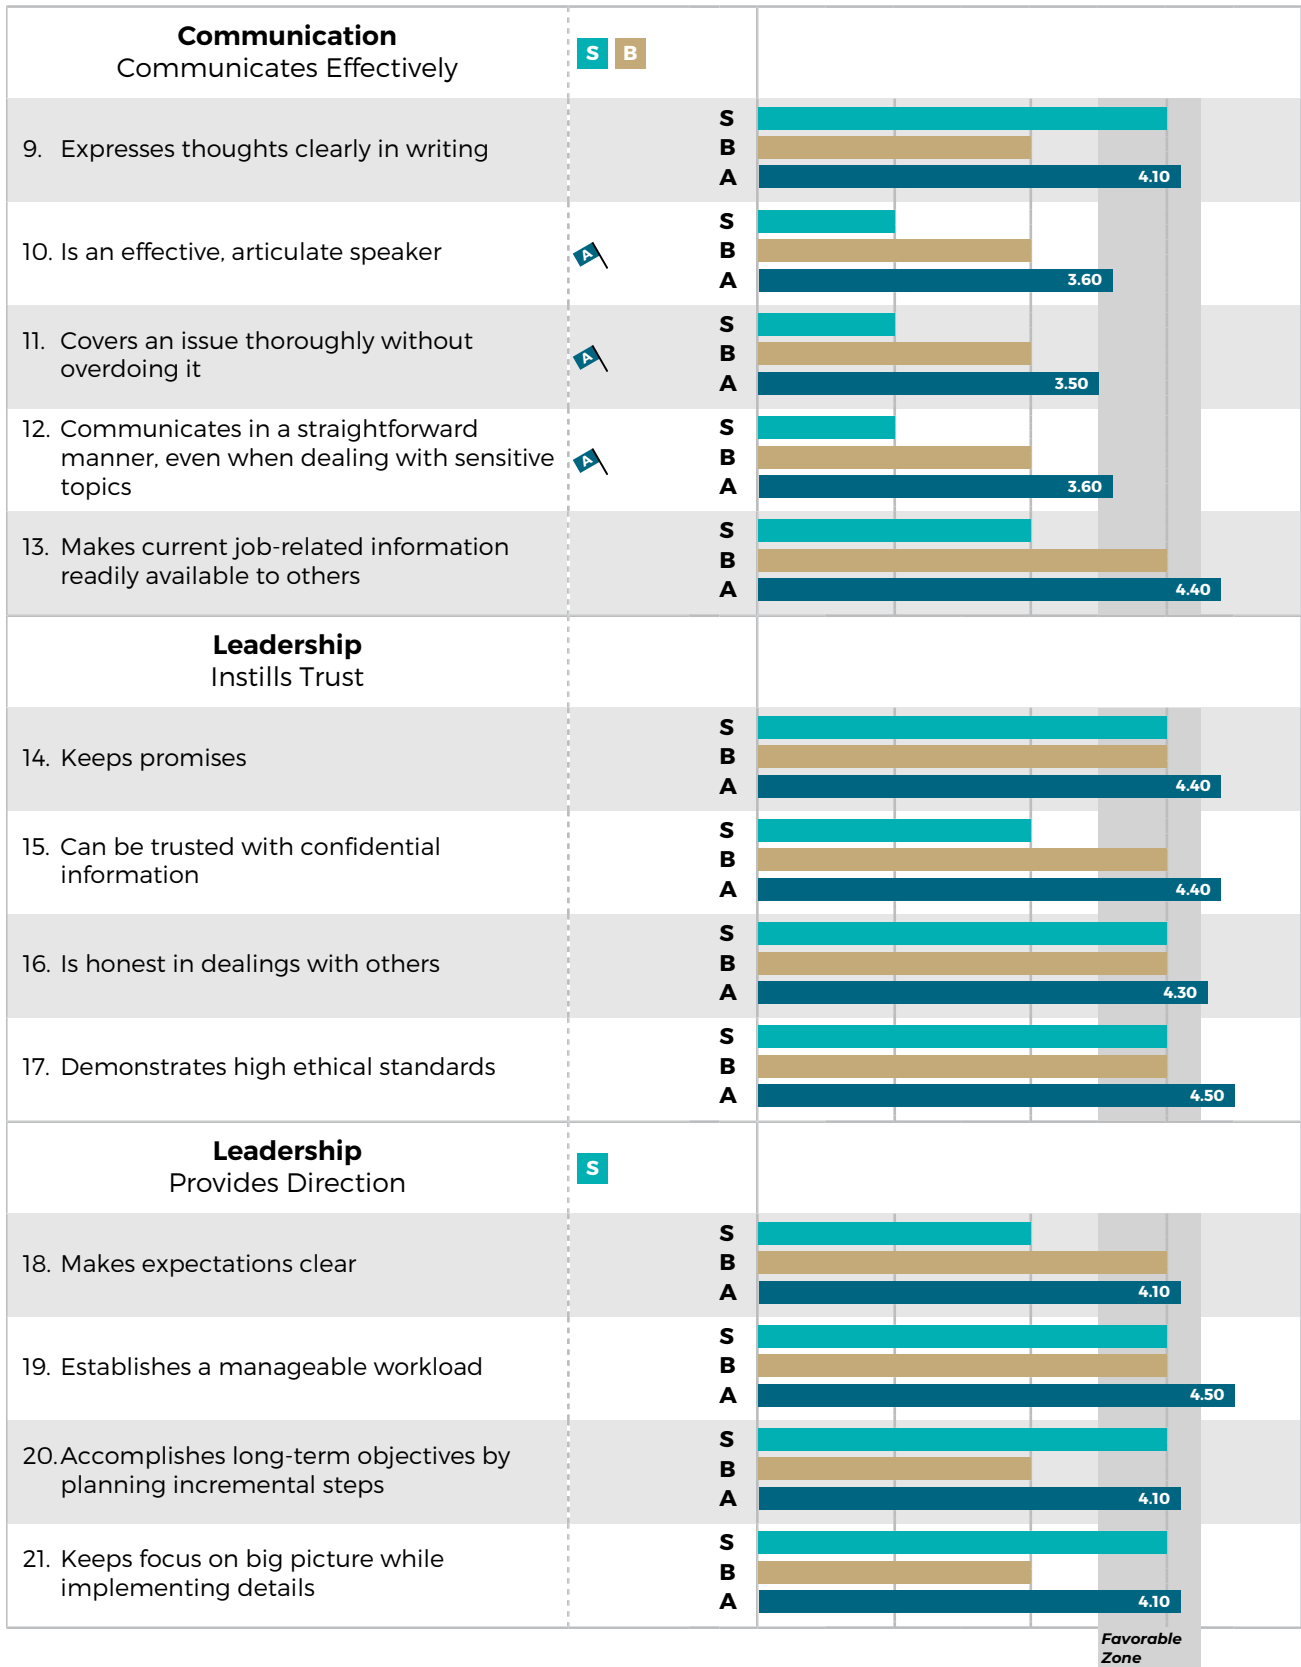 Communication
Communicates Effectively
S B
9. Expresses thoughts clearly in writing
S
B
A 4.10
10. Is an effective, articulate speaker
A
S
B
A 3.60
11. Covers an issue thoroughly without
overdoing it
A
S
B
A 3.50
12. Communicates in a straightforward
manner, even when dealing with sensitive
topics
A
S
B
A 3.60
13. Makes current job-related information
readily available to others
S
B
A 4.40
Leadership
Instills Trust
14. Keeps promises
S
B
A 4.40
15. Can be trusted with confidential
information
S
B
A 4.40
16. Is honest in dealings with others
S
B
A 4.30
17. Demonstrates high ethical standards
S
B
A 4.50
Leadership
Provides Direction
S
18. Makes expectations clear
S
B
A 4.10
19. Establishes a manageable workload
S
B
A 4.50
20. Accomplishes long-term objectives by
planning incremental steps
S
B
A 4.10
21. Keeps focus on big picture while
implementing details
S
B
A 4.10
Favorable
Zone